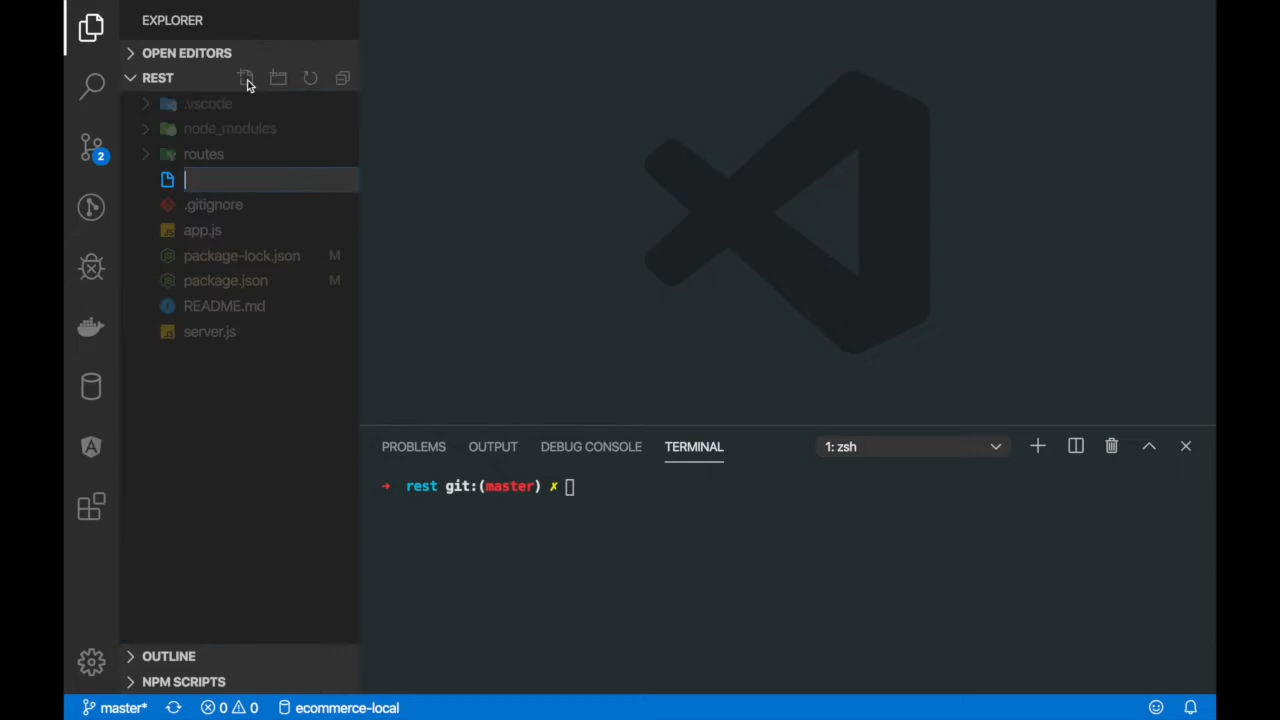 EXPLORER
OPEN EDITORS
REST
.vscode
node_modules
routes
.gitignore
JS app.js
package-lock.json M
package.json M
README.md
JS server.js
2
OUTLINE
NPM SCRIPTS
PROBLEMS OUTPUT DEBUG CONSOLE TERMINAL 1: zsh
→ rest git:(master) ✗
master* 0 0 ecommerce-local